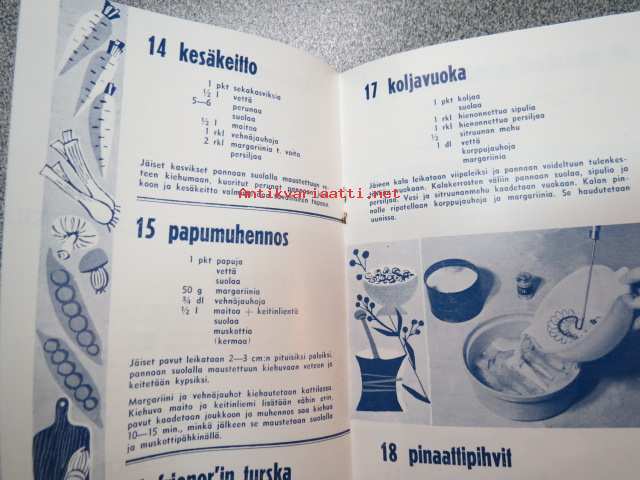 14 kesäkeitto
1 pkt sekakasviksia
½ l vettä
5—6 perunaa
suolaa
½ l maitoa
1 rkl vehnäjauhoja
2 rkl margariinia t. voita
persiljaa
Jäiset kasvikset pannaan suolalla maustettuun ve-
teen kiehumaan, kuoritut perunat
koon ja kesäkeitto tapaan.
15 papumuhennos
1 pkt papuja
vettä
suolaa
50 g margariinia
¾ dl vehnäjauhoja
½ l maitoa + keitinlientä
suolaa
muskottia
(kermaa)
Jäiset pavut leikataan 2—3 cm:n pituisiksi paloiksi,
pannaan suolalla maustettuun kiehuvaan veteen ja
keitetään kypsiksi.
Margariini ja vehnäjauhot kiehautetaan kattilassa.
Kiehuva maito ja keitinliemi lisätään vähin erin,
pavut kaadetaan joukkoon ja muhennos saa kiehua
10—15 min., minkä jälkeen se maustetaan suolalla
ja muskottipähkinällä.
turska
17 koljavuoka
1 pkt koljaa
suolaa
1 rkl hienonnettua sipulia
1 rkl hienonnettua persiljaa
½ sitruunan mehu
1 dl vettä
korppujauhoja
margariinia
Jäinen kala leikataan viipaleiksi ja pannaan voideltuun tulenkes-
tävään vuokaan. Kalakerrosten väliin pannaan suolaa, sipulia ja
persiljaa. Vesi ja sitruunanmehu kaadetaan vuokaan. Kalan pin-
nalle ripotellaan korppujauhoja ja margariinia. Se haudutetaan
uunissa.
18 pinaattipihvit
Antikvariaatti.net